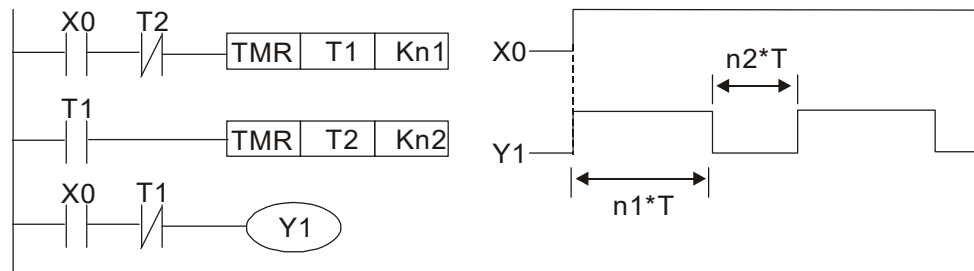 X0 T2
TMR T1 Kn1
T1
TMR T2 Kn2
X0 T1
Y1
X0
n2*T
Y1
n1*T